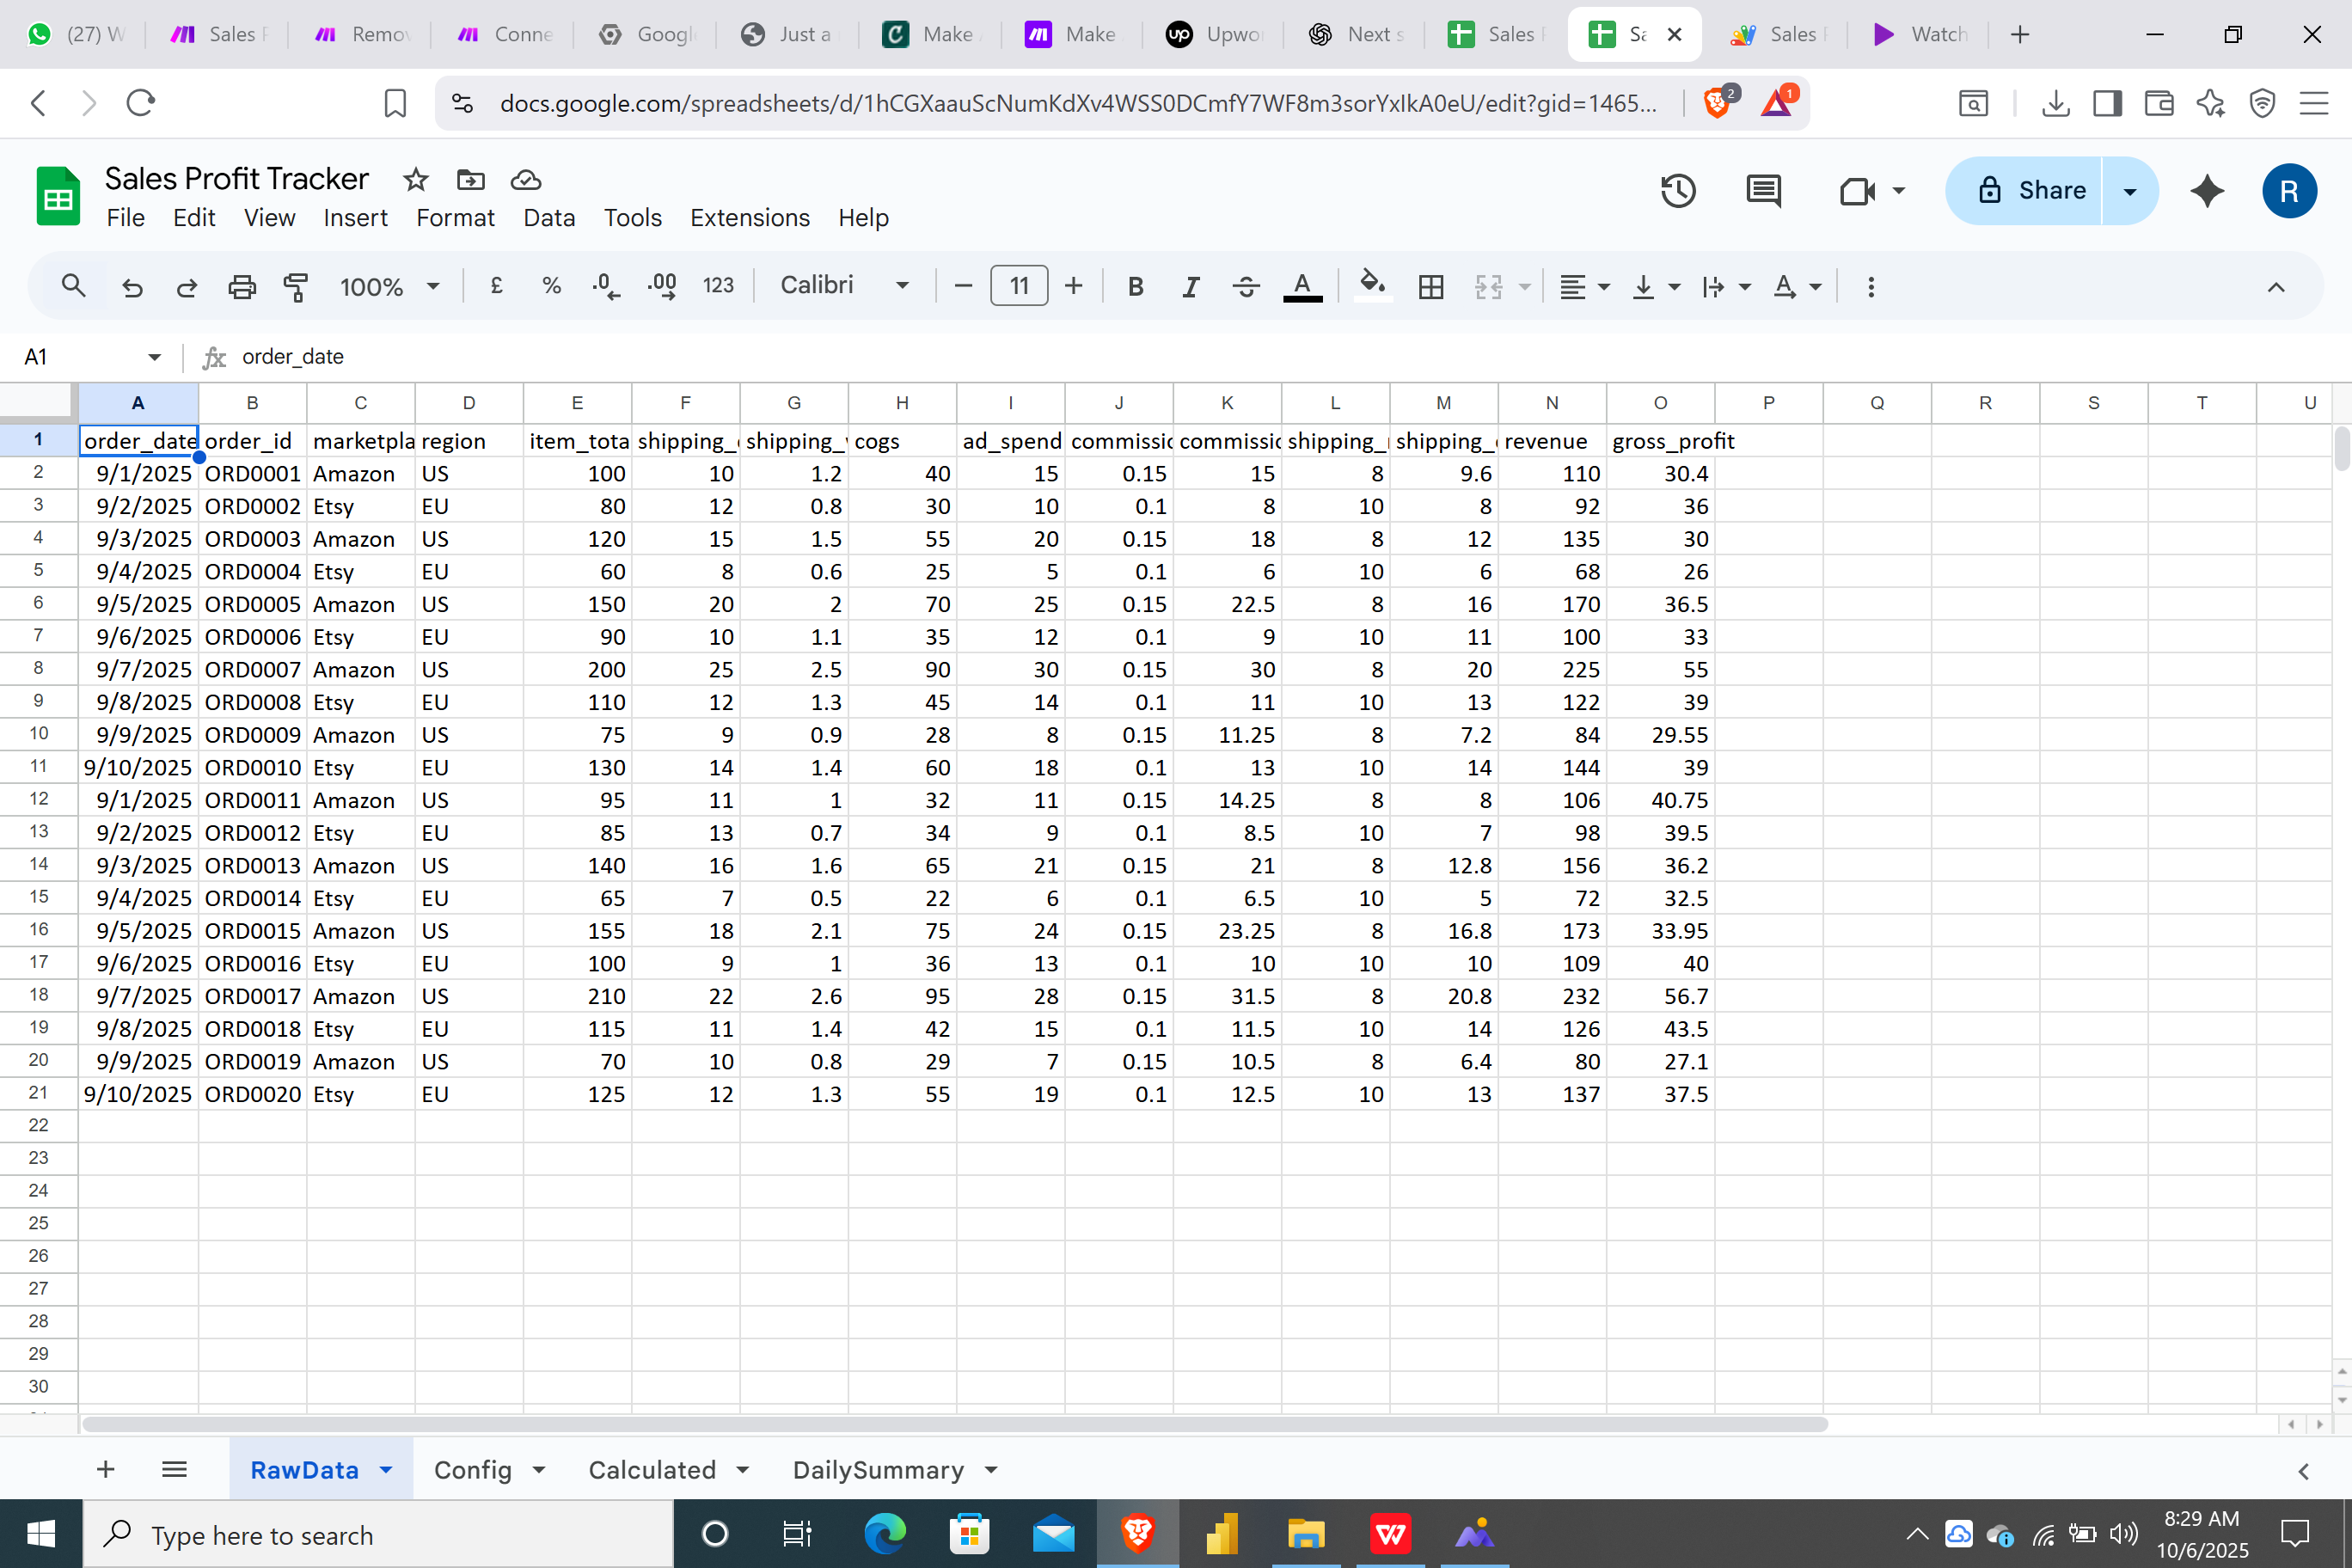 (27) W
Sales
Remo
Conne
Googl
Just a
Make
Make
Upwo
Next s
Sales
Sa
Sales
Watch
docs.google.com/spreadsheets/d/1hCGXaauScNumKdXv4WSS0DCmfY7WF8m3sorYxIkA0eU/edit?gid=1465...
2
1
Sales Profit Tracker
Share
R
File Edit View Insert Format Data Tools Extensions Help
100% £ % .0 .00 123 Calibri 11 B I A A
A1 fx order_date
A B C D E F G H I J K L M N O P Q R S T U
1 order_date order_id marketpla region item_tota shipping_ shipping_ cogs ad_spend commissio commissio shipping_ shipping_ revenue gross_profit
2 9/1/2025 ORD0001 Amazon US 100 10 1.2 40 15 0.15 15 8 9.6 110 30.4
3 9/2/2025 ORD0002 Etsy EU 80 12 0.8 30 10 0.1 8 10 8 92 36
4 9/3/2025 ORD0003 Amazon US 120 15 1.5 55 20 0.15 18 8 12 135 30
5 9/4/2025 ORD0004 Etsy EU 60 8 0.6 25 5 0.1 6 10 6 68 26
6 9/5/2025 ORD0005 Amazon US 150 20 2 70 25 0.15 22.5 8 16 170 36.5
7 9/6/2025 ORD0006 Etsy EU 90 10 1.1 35 12 0.1 9 10 11 100 33
8 9/7/2025 ORD0007 Amazon US 200 25 2.5 90 30 0.15 30 8 20 225 55
9 9/8/2025 ORD0008 Etsy EU 110 12 1.3 45 14 0.1 11 10 13 122 39
10 9/9/2025 ORD0009 Amazon US 75 9 0.9 28 8 0.15 11.25 8 7.2 84 29.55
11 9/10/2025 ORD0010 Etsy EU 130 14 1.4 60 18 0.1 13 10 14 144 39
12 9/1/2025 ORD0011 Amazon US 95 11 1 32 11 0.15 14.25 8 8 106 40.75
13 9/2/2025 ORD0012 Etsy EU 85 13 0.7 34 9 0.1 8.5 10 7 98 39.5
14 9/3/2025 ORD0013 Amazon US 140 16 1.6 65 21 0.15 21 8 12.8 156 36.2
15 9/4/2025 ORD0014 Etsy EU 65 7 0.5 22 6 0.1 6.5 10 5 72 32.5
16 9/5/2025 ORD0015 Amazon US 155 18 2.1 75 24 0.15 23.25 8 16.8 173 33.95
17 9/6/2025 ORD0016 Etsy EU 100 9 1 36 13 0.1 10 10 10 109 40
18 9/7/2025 ORD0017 Amazon US 210 22 2.6 95 28 0.15 31.5 8 20.8 232 56.7
19 9/8/2025 ORD0018 Etsy EU 115 11 1.4 42 15 0.1 11.5 10 14 126 43.5
20 9/9/2025 ORD0019 Amazon US 70 10 0.8 29 7 0.15 10.5 8 6.4 80 27.1
21 9/10/2025 ORD0020 Etsy EU 125 12 1.3 55 19 0.1 12.5 10 13 137 37.5
22
23
24
25
26
27
28
29
30
RawData Config Calculated DailySummary
Type here to search
8:29 AM
10/6/2025